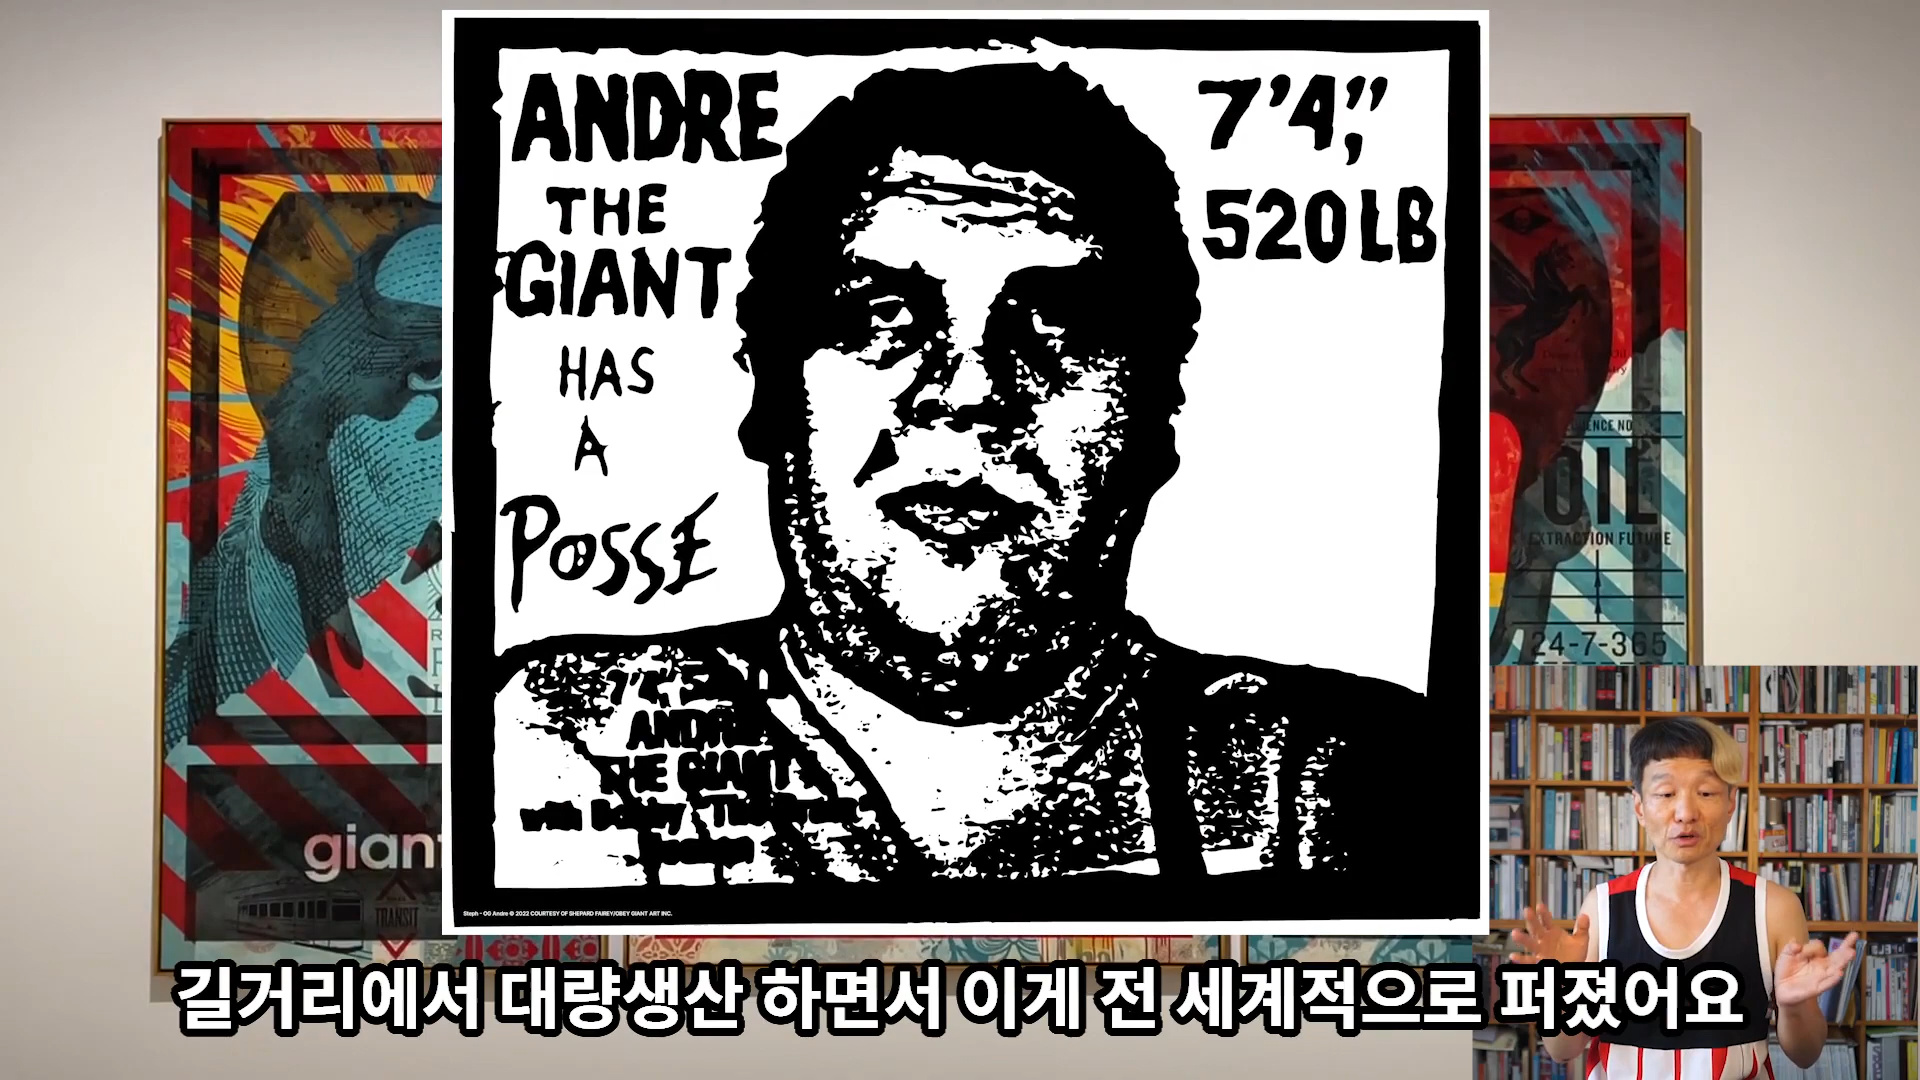 ANDRE
THE
GIANT
HAS
A
POSSE
7'4",
520LB
ANDRE
THE GIANT
Steph - OG Andre © 2022 COURTESY OF SHEPARD FAIREY/OBEY GIANT ART INC.
giant
TRANSIT
OIL
EXTRACTION FUTURE
24-7-365
길거리에서 대량생산 하면서 이게 전 세계적으로 퍼졌어요